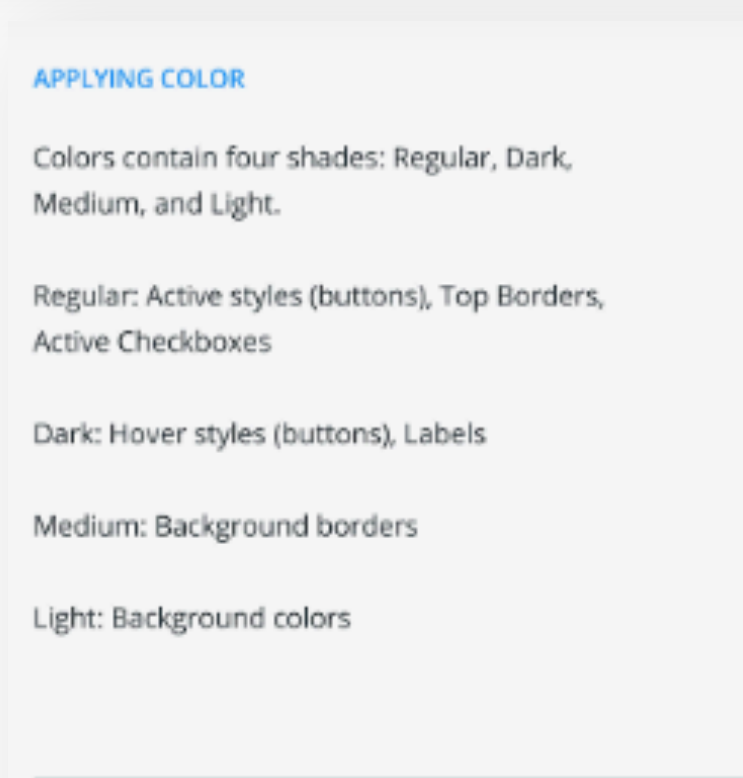 APPLYING COLOR
Colors contain four shades: Regular, Dark,
Medium, and Light.
Regular: Active styles (buttons), Top Borders,
Active Checkboxes
Dark: Hover styles (buttons), Labels
Medium: Background borders
Light: Background colors